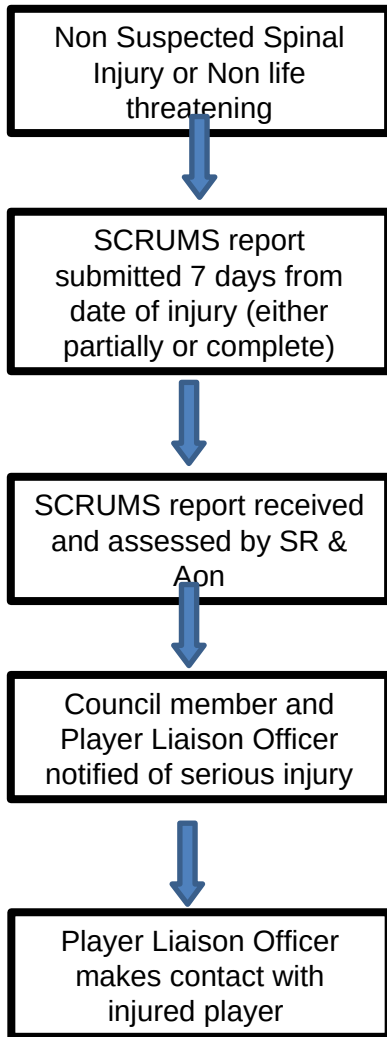 Non Suspected Spinal
Injury or Non life
threatening
SCRUMS report
submitted 7 days from
date of injury (either
partially or complete)
SCRUMS report received
and assessed by SR &
Aon
Council member and
Player Liaison Officer
notified of serious injury
Player Liaison Officer
makes contact with
injured player